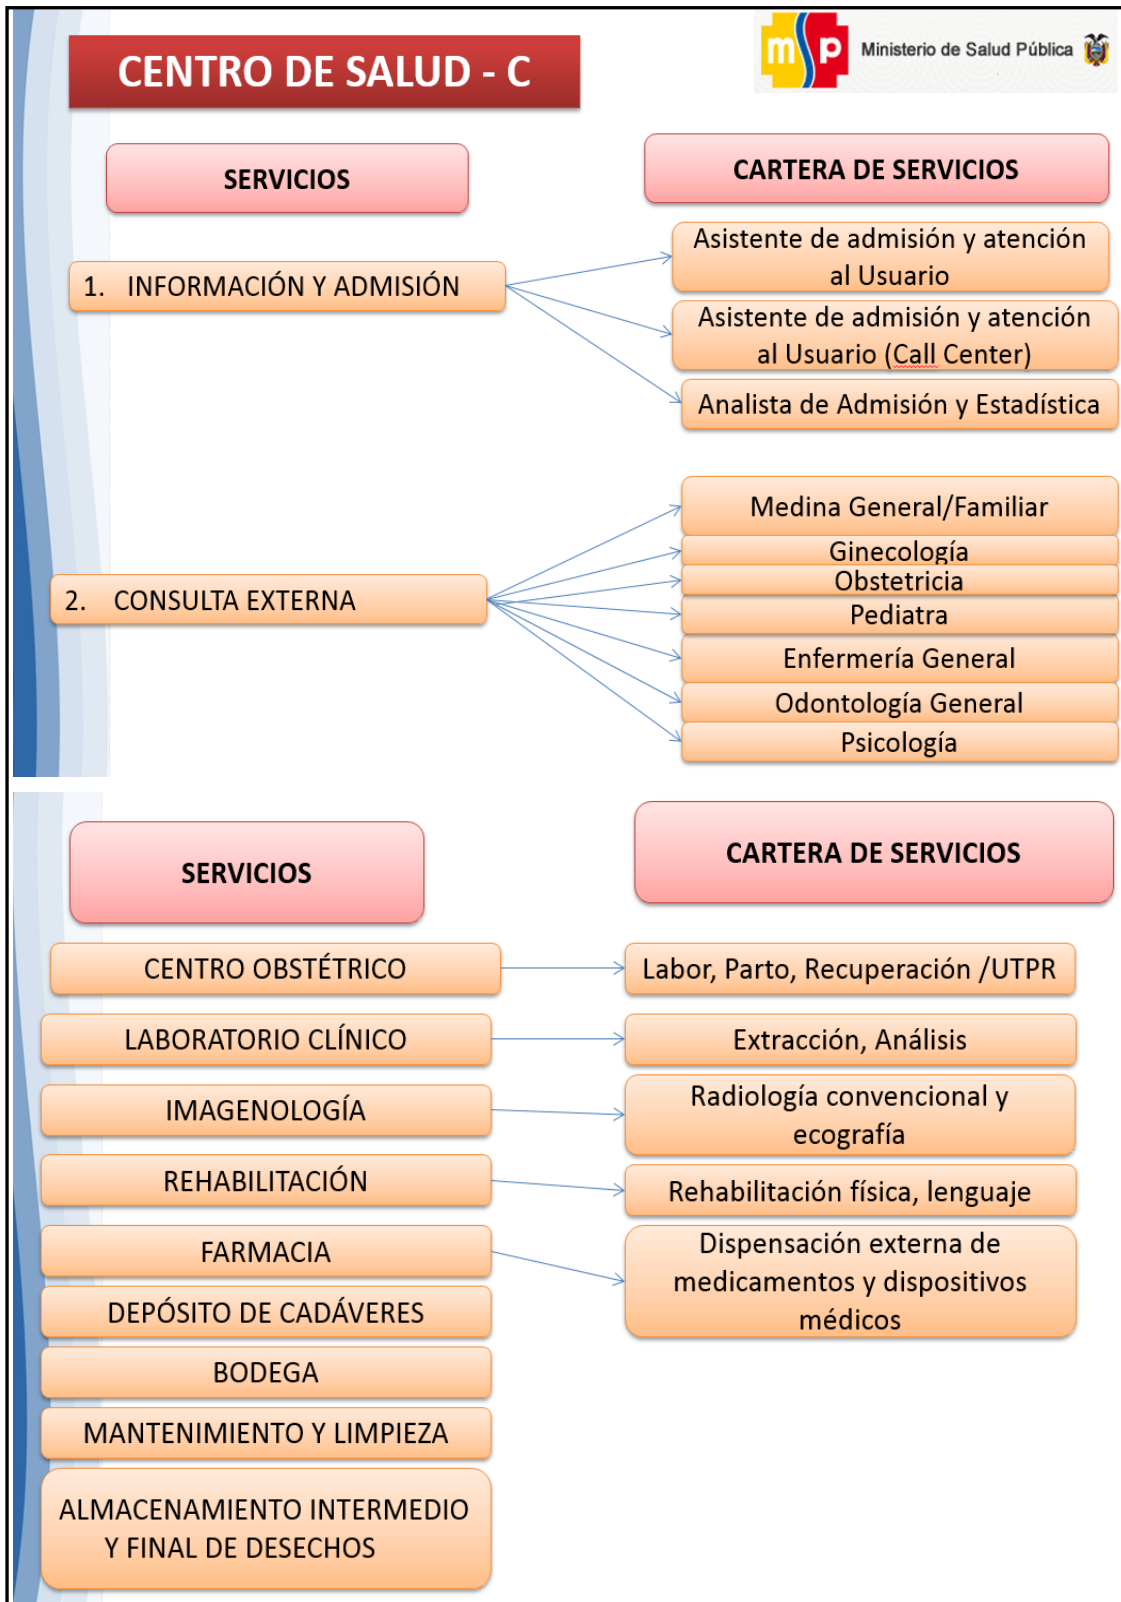 CENTRO DE SALUD - C
msp
Ministerio de Salud Pública
SERVICIOS
CARTERA DE SERVICIOS
1. INFORMACIÓN Y ADMISIÓN
Asistente de admisión y atención
al Usuario
Asistente de admisión y atención
al Usuario (Call Center)
Analista de Admisión y Estadística
2. CONSULTA EXTERNA
Medina General/Familiar
Ginecología
Obstetricia
Pediatra
Enfermería General
Odontología General
Psicología
SERVICIOS
CARTERA DE SERVICIOS
CENTRO OBSTÉTRICO
Labor, Parto, Recuperación /UTPR
LABORATORIO CLÍNICO
Extracción, Análisis
IMAGENOLOGÍA
Radiología convencional y
ecografía
REHABILITACIÓN
Rehabilitación física, lenguaje
FARMACIA
Dispensación externa de
medicamentos y dispositivos
médicos
DEPÓSITO DE CADÁVERES
BODEGA
MANTENIMIENTO Y LIMPIEZA
ALMACENAMIENTO INTERMEDIO
Y FINAL DE DESECHOS